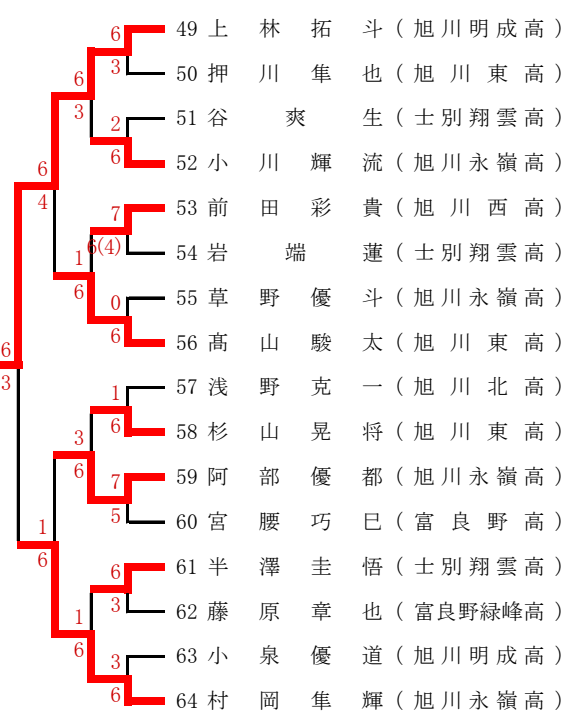 6
49 上林拓斗(旭川明成高)
3
50 押川隼也(旭川東高)
6
3
2
51 谷爽生(士別翔雲高)
6
52 小川輝流(旭川永嶺高)
6
4
7
53 前田彩貴(旭川西高)
6(4)
54 岩端蓮(士別翔雲高)
1
6
0
55 草野優斗(旭川永嶺高)
6
56 髙山駿太(旭川東高)
6
3
1
57 浅野克一(旭川北高)
6
58 杉山晃将(旭川東高)
3
6
7
59 阿部優都(旭川永嶺高)
5
60 宮腰巧巳(富良野高)
1
6
6
61 半澤圭悟(士別翔雲高)
3
62 藤原章也(富良野緑峰高)
1
6
3
63 小泉優道(旭川明成高)
6
64 村岡隼輝(旭川永嶺高)